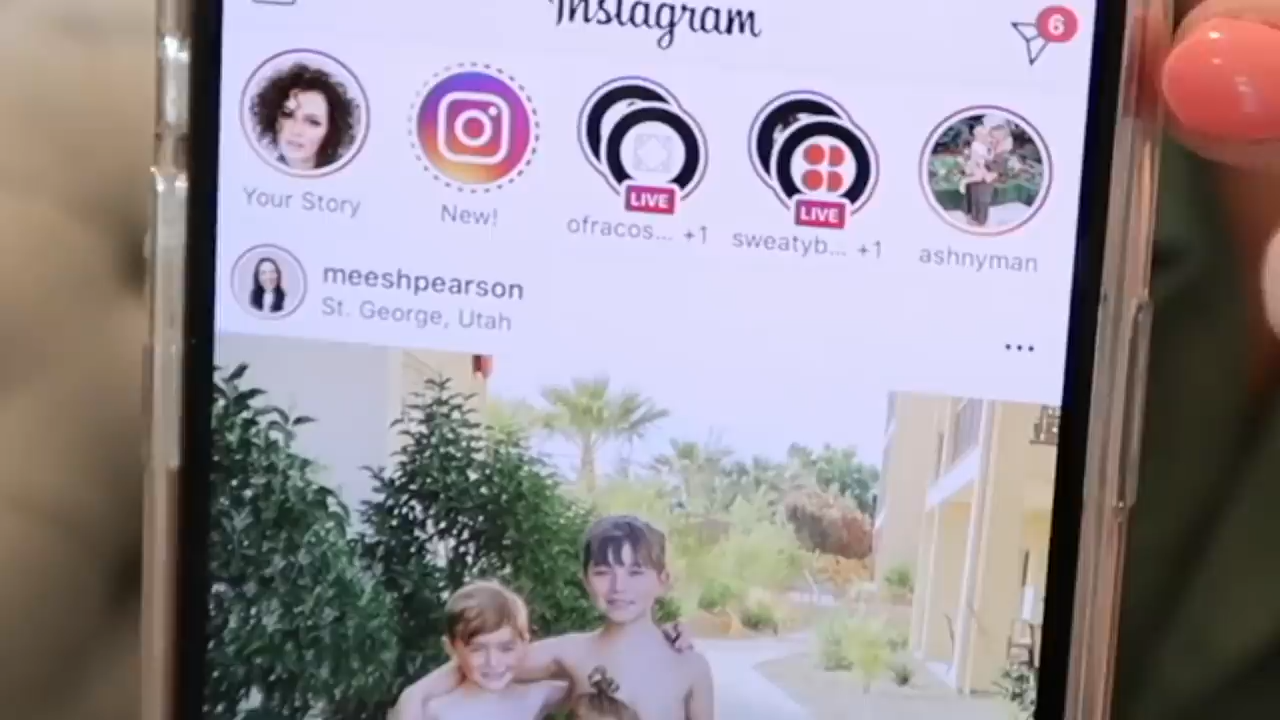 Instagram
6
Your Story
New!
LIVE
ofracos... +1
LIVE
sweatyb... +1
ashnyman
meeshpearson
St. George, Utah